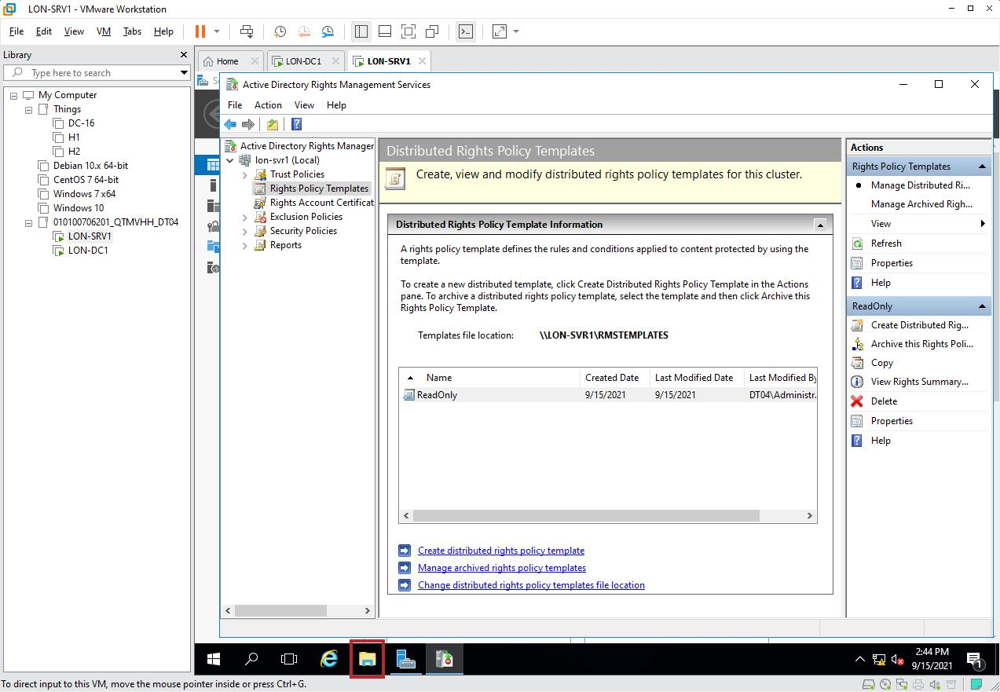 LON-SRV1 - VMware Workstation
File Edit View VM Tabs Help
Library
Type here to search
My Computer
Things
DC-16
H1
H2
Debian 10.x 64-bit
CentOS 7 64-bit
Windows 7 x64
Windows 10
010100706201_QTMVHH_DT04
LON-SRV1
LON-DC1
Home
LON-DC1
LON-SRV1
Active Directory Rights Management Services
File Action View Help
Active Directory Rights Manager
lon-svr1 (Local)
Trust Policies
Rights Policy Templates
Rights Account Certificat
Exclusion Policies
Security Policies
Reports
Distributed Rights Policy Templates
Create, view and modify distributed rights policy templates for this cluster.
Distributed Rights Policy Template Information
A rights policy template defines the rules and conditions applied to content protected by using the
template.
To create a new distributed template, click Create Distributed Rights Policy Template in the Actions
pane. To archive a distributed rights policy template, select the template and then click Archive this
Rights Policy Template.
Templates file location: \\LON-SVR1\RMSTEMPLATES
Name Created Date Last Modified Date Last Modified By
ReadOnly 9/15/2021 9/15/2021 DT04\Administr.
Create distributed rights policy template
Manage archived rights policy templates
Change distributed rights policy templates file location
Actions
Rights Policy Templates
Manage Distributed Ri...
Manage Archived Righ...
View
Refresh
Properties
Help
ReadOnly
Create Distributed Rig...
Archive this Rights Poli...
Copy
View Rights Summary...
Delete
Properties
Help
2:44 PM
9/15/2021
1
To direct input to this VM, move the mouse pointer inside or press Ctrl+G.